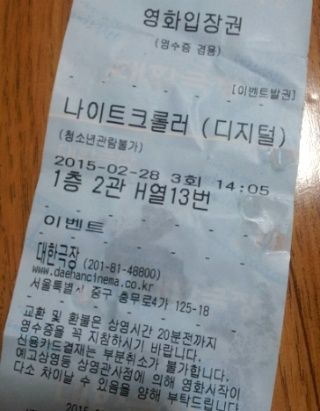 영화입장권
(영수증 겸용)
[이벤트발권]
나이트크롤러 (디지털)
(청소년관람불가)
2015-02-28 3회 14:05
1층 2관 H열13번
이벤트
대한극장 (201-81-48800)
www.daehancinema.co.kr
서울특별시 중구 충무로4가 125-18
교환 및 환불은 상영시간 20분전까지
영수증을 꼭 지참하시기 바랍니다.
신용카드결재는 부분취소가 불가합니다.
예고상영등 상영관사정에 의해 영화시작이
다소 차이날 수 있음을 양해 부탁드립니다
2015-0